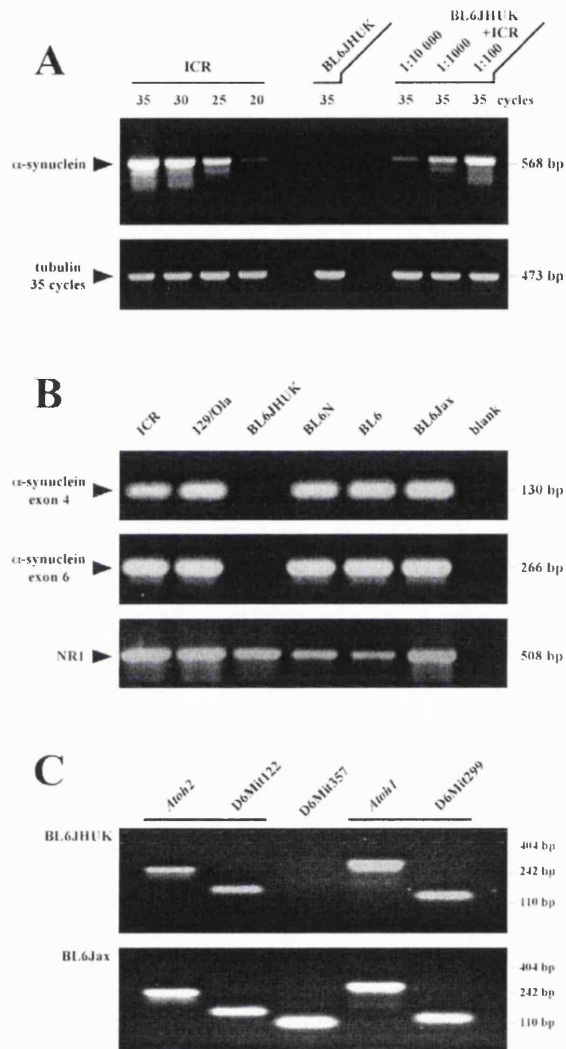 A
ICR
BL6JHUK
BL6JHUK
+ICR
1:10 000
1:1000
1:100
35 30 25 20 35 35 35 35 cycles
α-synuclein
568 bp
tubulin
35 cycles
473 bp
B
ICR
129/Ola
BL6JHUK
BL6N
BL6
BL6Jax
blank
α-synuclein
exon 4
130 bp
α-synuclein
exon 6
266 bp
NR1
508 bp
C
Atoh2
D6Mit122
D6Mit357
Atoh1
D6Mit299
BL6JHUK
404 bp
242 bp
110 bp
BL6Jax
404 bp
242 bp
110 bp